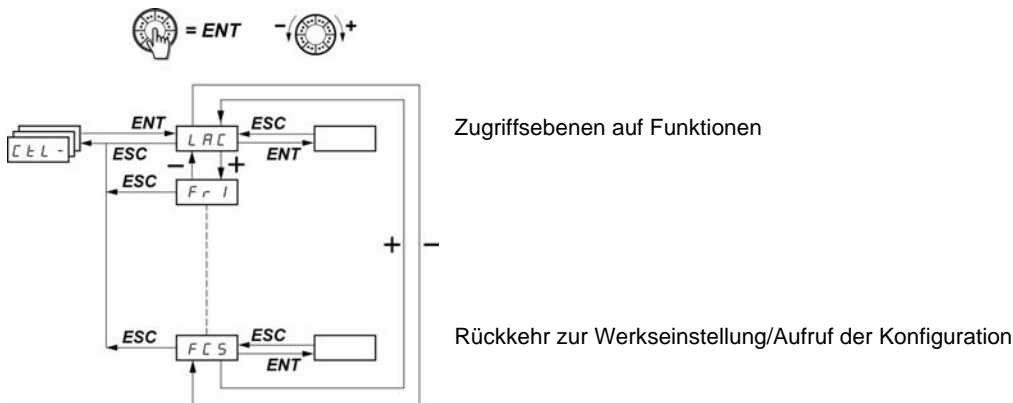 = ENT
- +
ENT
ESC
LAC
ESC
ENT
Zugriffsebenen auf Funktionen
CtL-
ESC
- +
Fr1
+ -
ESC
FCS
ESC
ENT
Rückkehr zur Werkseinstellung/Aufruf der Konfiguration